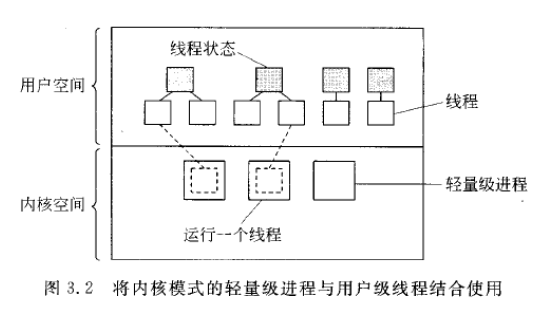 线程状态
用户空间
线程
内核空间
轻量级进程
运行一个线程
图 3.2 将内核模式的轻量级进程与用户级线程结合使用